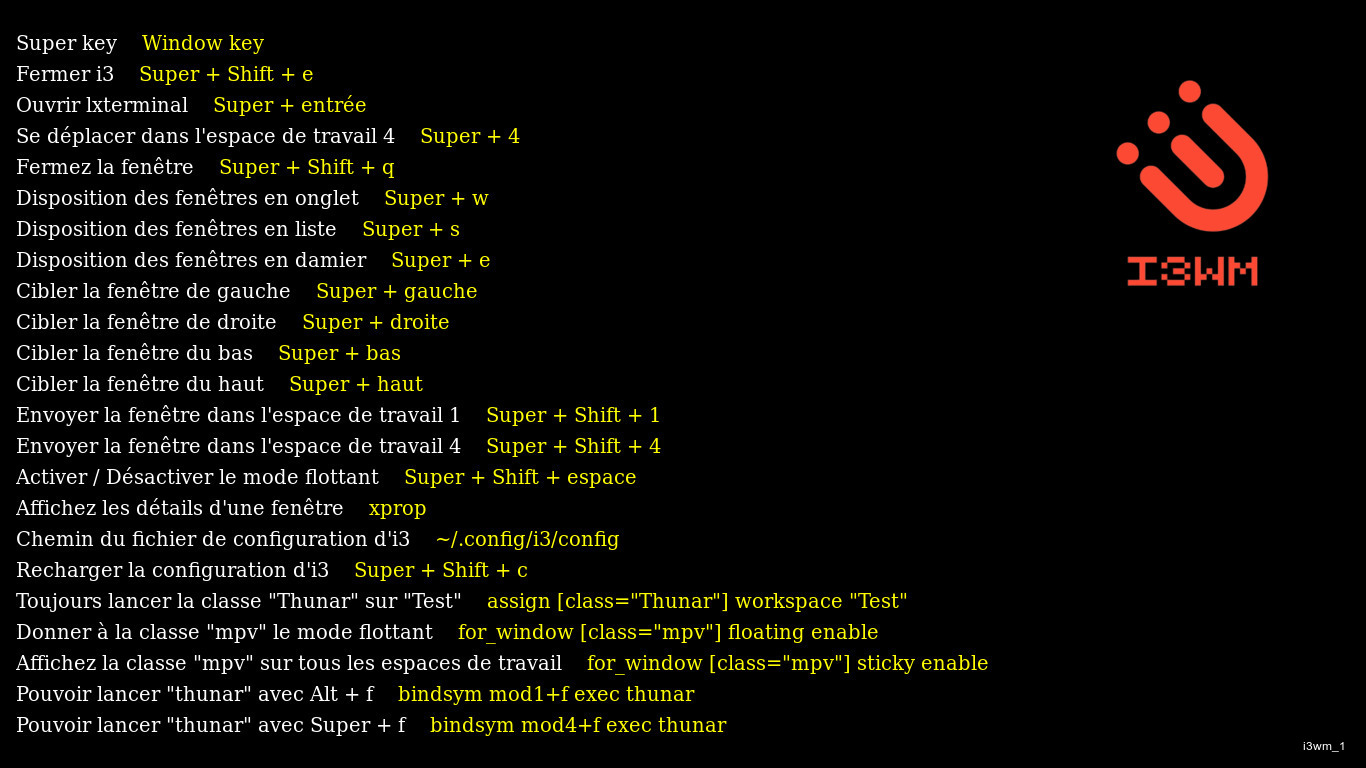 Super key Window key
Fermer i3 Super + Shift + e
Ouvrir lxterminal Super + entrée
Se déplacer dans l'espace de travail 4 Super + 4
Fermez la fenêtre Super + Shift + q
Disposition des fenêtres en onglet Super + w
Disposition des fenêtres en liste Super + s
Disposition des fenêtres en damier Super + e
Cibler la fenêtre de gauche Super + gauche
Cibler la fenêtre de droite Super + droite
Cibler la fenêtre du bas Super + bas
Cibler la fenêtre du haut Super + haut
Envoyer la fenêtre dans l'espace de travail 1 Super + Shift + 1
Envoyer la fenêtre dans l'espace de travail 4 Super + Shift + 4
Activer / Désactiver le mode flottant Super + Shift + espace
Affichez les détails d'une fenêtre xprop
Chemin du fichier de configuration d'i3 ~/.config/i3/config
Recharger la configuration d'i3 Super + Shift + c
Toujours lancer la classe "Thunar" sur "Test" assign [class="Thunar"] workspace "Test"
Donner à la classe "mpv" le mode flottant for_window [class="mpv"] floating enable
Affichez la classe "mpv" sur tous les espaces de travail for_window [class="mpv"] sticky enable
Pouvoir lancer "thunar" avec Alt + f bindsym mod1+f exec thunar
Pouvoir lancer "thunar" avec Super + f bindsym mod4+f exec thunar
I3WM
i3wm_1